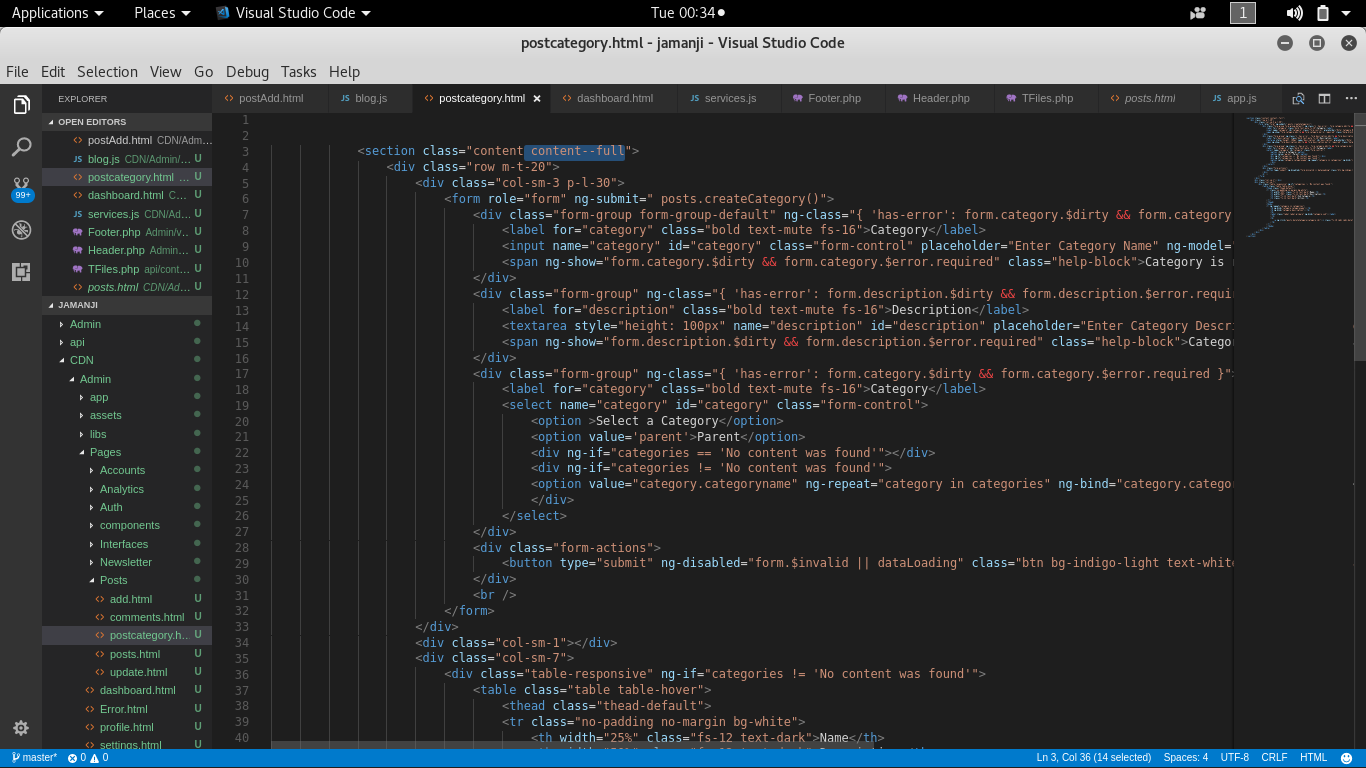 Applications Places Visual Studio Code Tue 00:34 1
postcategory.html - jamanji - Visual Studio Code
File Edit Selection View Go Debug Tasks Help
EXPLORER
postAdd.html JS blog.js postcategory.html dashboard.html JS services.js Footer.php Header.php TFiles.php posts.html JS app.js
OPEN EDITORS
postAdd.html CDN/Adm...
JS blog.js CDN/Admin/... U
postcategory.html ... U
dashboard.html C... U
JS services.js CDN/Ad... U
Footer.php Admin/v... U
Header.php Admin... U
TFiles.php api/cont... U
posts.html CDN/Ad... U
JAMANJI
Admin
api
CDN
Admin
app
assets
libs
Pages
Accounts
Analytics
Auth
components
Interfaces
Newsletter
Posts
add.html U
comments.html U
postcategory.h... U
posts.html U
update.html U
dashboard.html U
Error.html U
profile.html U
settings.html U
99+
1
2
3 <section class="content content--full">
4 <div class="row m-t-20">
5 <div class="col-sm-3 p-l-30">
6 <form role="form" ng-submit=" posts.createCategory()">
7 <div class="form-group form-group-default" ng-class="{ 'has-error': form.category.$dirty && form.category
8 <label for="category" class="bold text-mute fs-16">Category</label>
9 <input name="category" id="category" class="form-control" placeholder="Enter Category Name" ng-model="
10 <span ng-show="form.category.$dirty && form.category.$error.required" class="help-block">Category is
11 </div>
12 <div class="form-group" ng-class="{ 'has-error': form.description.$dirty && form.description.$error.requi
13 <label for="description" class="bold text-mute fs-16">Description</label>
14 <textarea style="height: 100px" name="description" id="description" placeholder="Enter Category Descri
15 <span ng-show="form.description.$dirty && form.description.$error.required" class="help-block">Catego
16 </div>
17 <div class="form-group" ng-class="{ 'has-error': form.category.$dirty && form.category.$error.required }">
18 <label for="category" class="bold text-mute fs-16">Category</label>
19 <select name="category" id="category" class="form-control">
20 <option >Select a Category</option>
21 <option value='parent'>Parent</option>
22 <div ng-if="categories == 'No content was found'"></div>
23 <div ng-if="categories != 'No content was found'">
24 <option value="category.categoryname" ng-repeat="category in categories" ng-bind="category.catego
25 </div>
26 </select>
27 </div>
28 <div class="form-actions">
29 <button type="submit" ng-disabled="form.$invalid || dataLoading" class="btn bg-indigo-light text-white
30 </div>
31 <br />
32 </form>
33 </div>
34 <div class="col-sm-1"></div>
35 <div class="col-sm-7">
36 <div class="table-responsive" ng-if="categories != 'No content was found'">
37 <table class="table table-hover">
38 <thead class="thead-default">
39 <tr class="no-padding no-margin bg-white">
40 <th width="25%" class="fs-12 text-dark">Name</th>
master* 0 0 Ln 3, Col 36 (14 selected) Spaces: 4 UTF-8 CRLF HTML